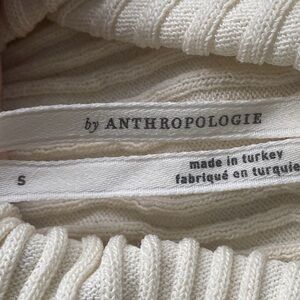 by ANTHROPOLOGIE
S
made in turkey
fabriqué en turquie